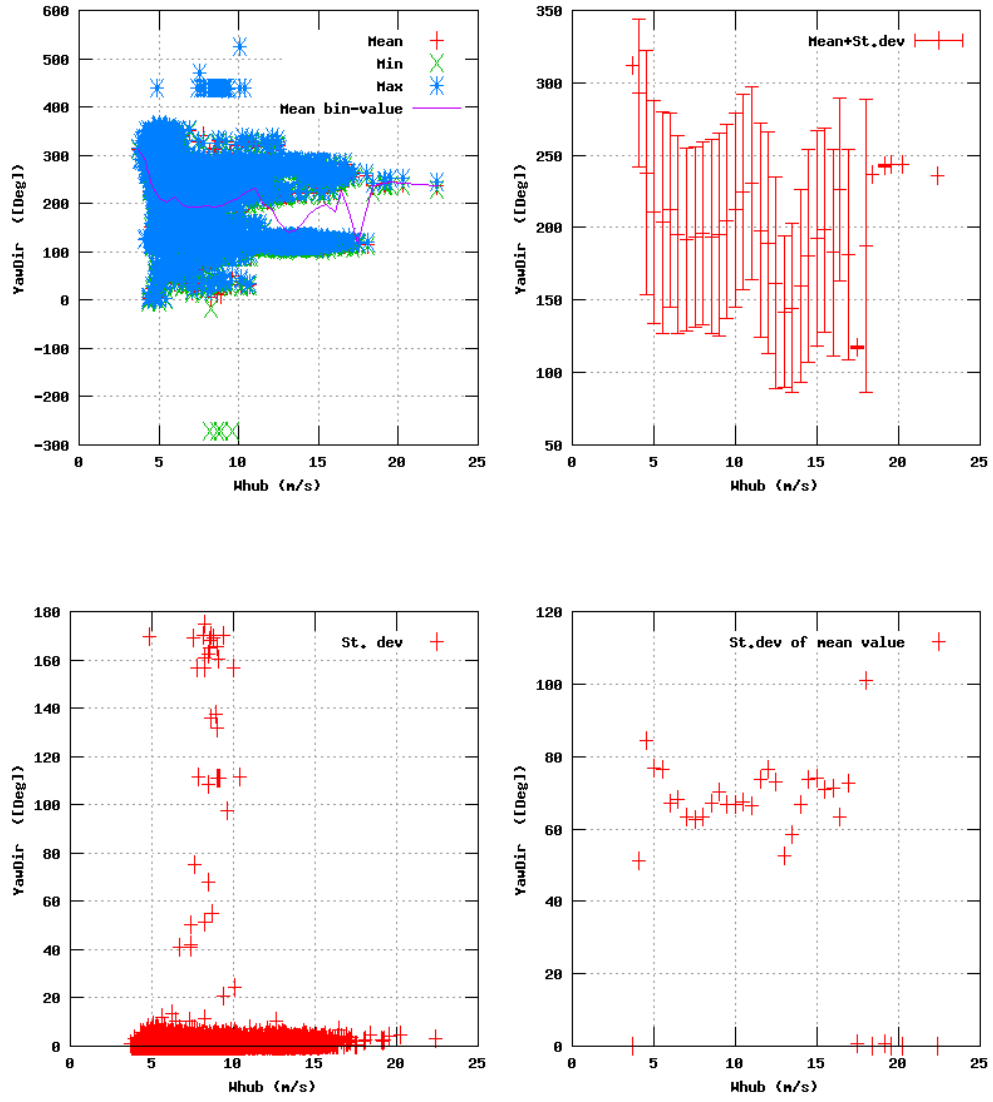 600
500
400
300
200
100
0
-100
-200
-300
0 5 10 15 20 25
YawDir ([Deg])
Whub (m/s)
Mean
Min
Max
Mean bin-value
350
300
250
200
150
100
50
0 5 10 15 20 25
YawDir ([Deg])
Whub (m/s)
Mean+St.dev
180
160
140
120
100
80
60
40
20
0
0 5 10 15 20 25
YawDir ([Deg])
Whub (m/s)
St. dev
120
100
80
60
40
20
0
0 5 10 15 20 25
YawDir ([Deg])
Whub (m/s)
St.dev of mean value